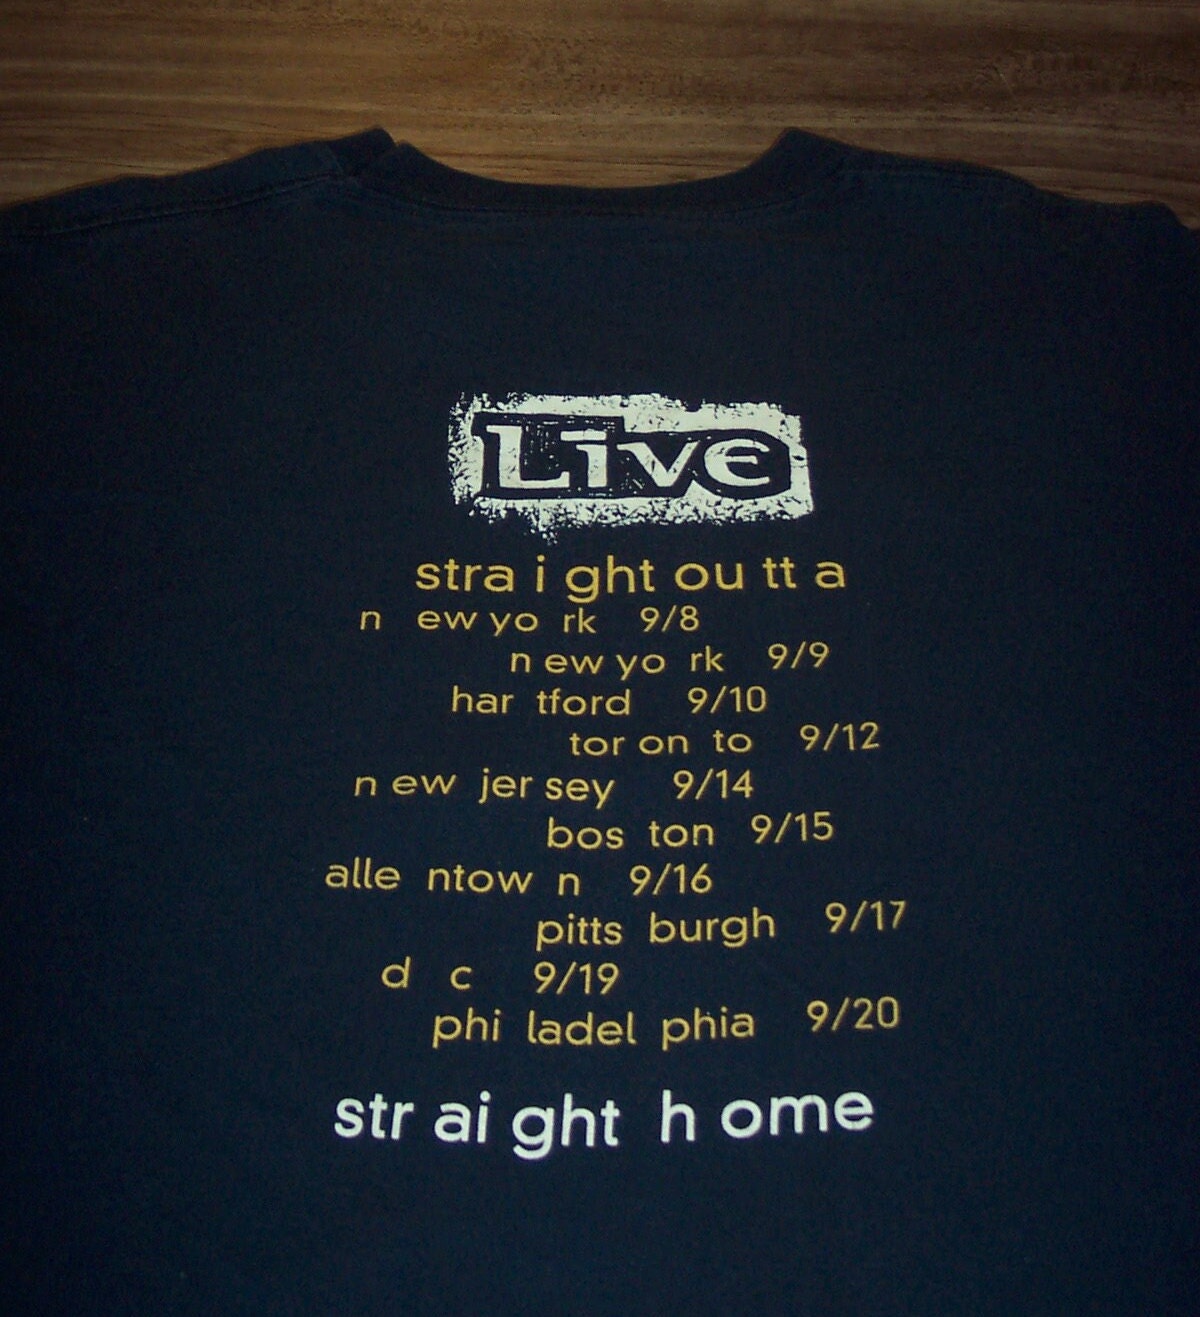 Live
stra i ght ou tt a
n ew yo rk 9/8
n ew yo rk 9/9
har tford 9/10
tor on to 9/12
n ew jer sey 9/14
bos ton 9/15
alle ntow n 9/16
pitts burgh 9/17
d c 9/19
phi ladel phia 9/20
str ai ght h ome